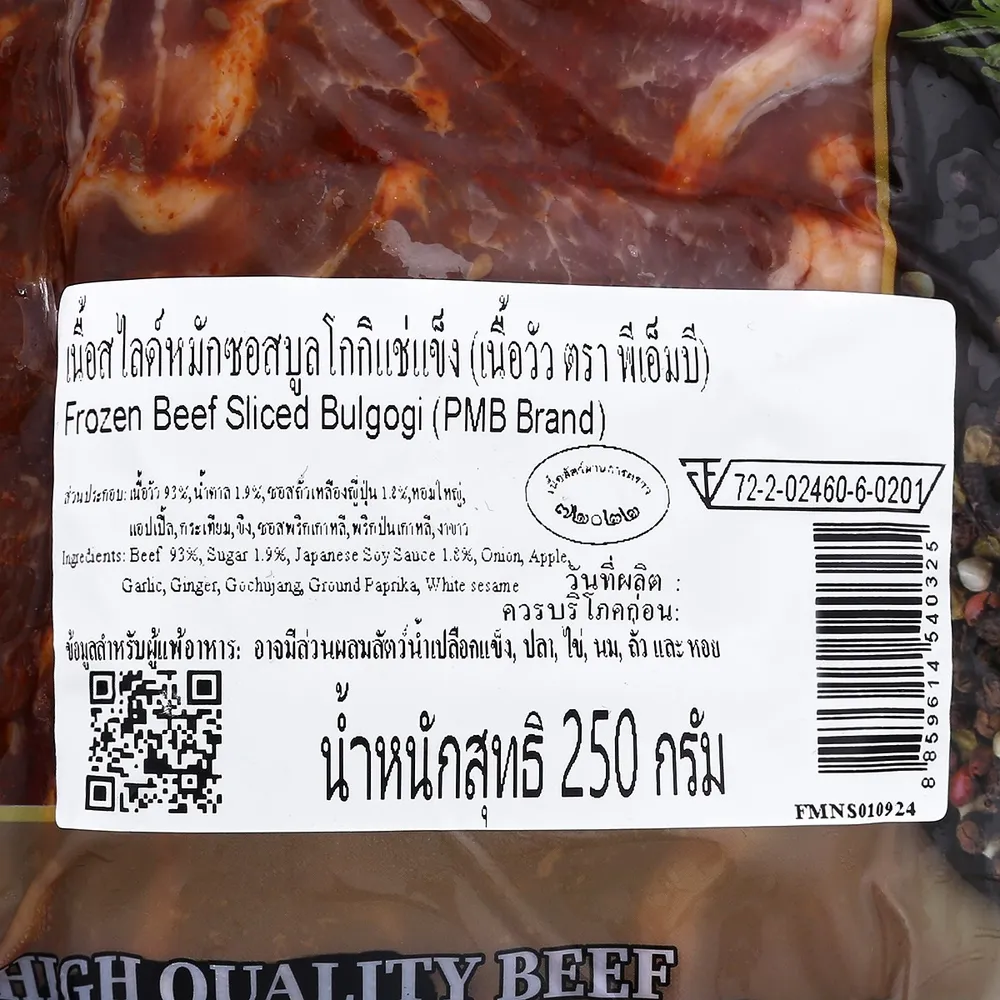 เนื้อสไลด์หมักซอสบูลโกกิแช่แข็ง (เนื้อวัว ตรา พีเอ็มบี)
Frozen Beef Sliced Bulgogi (PMB Brand)
ส่วนประกอบ: เนื้อวัว 93%, น้ำตาล 1.9%, ซอสถั่วเหลืองญี่ปุ่น 1.8%, หอมใหญ่,
แอปเปิ้ล, กระเทียม, ขิง, ซอสพริกเกาหลี, พริกป่นเกาหลี, งาขาว
Ingredients: Beef 93%, Sugar 1.9%, Japanese Soy Sauce 1.8%, Onion, Apple,
Garlic, Ginger, Gochujang, Ground Paprika, White sesame
72-2-02460-6-0201
วันที่ผลิต :
ควรบริโภคก่อน:
ข้อมูลสำหรับผู้แพ้อาหาร: อาจมีส่วนผสมสัตว์น้ำเปลือกแข็ง, ปลา, ไข่, นม, ถั่ว และ หอย
น้ำหนักสุทธิ 250 กรัม
8 859614 540325
FMNS010924
HIGH QUALITY BEEF